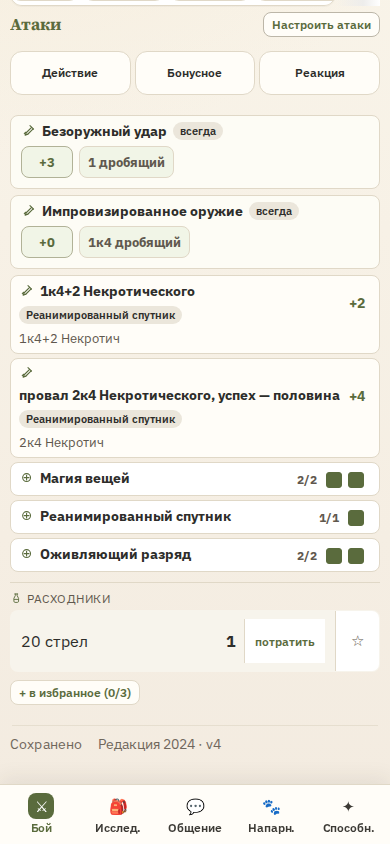 Атаки
Настроить атаки
Действие
Бонусное
Реакция
Безоружный удар всегда
+3 1 дробящий
Импровизированное оружие всегда
+0 1к4 дробящий
1к4+2 Некротического
+2
Реанимированный спутник
1к4+2 Некротич
провал 2к4 Некротического, успех — половина +4
Реанимированный спутник
2к4 Некротич
Магия вещей 2/2
Реанимированный спутник 1/1
Оживляющий разряд 2/2
РАСХОДНИКИ
20 стрел 1 потратить ☆
+ в избранное (0/3)
Сохранено Редакция 2024 · v4
Бой Исслед. Общение Напарн. Способн.